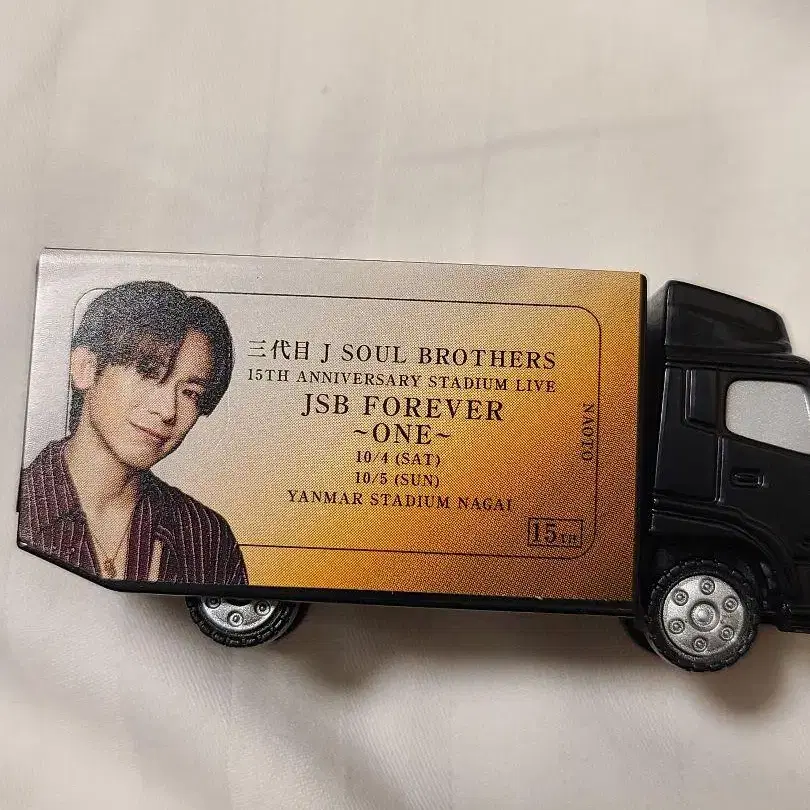 三代目 J SOUL BROTHERS
15TH ANNIVERSARY STADIUM LIVE
JSB FOREVER
~ONE~
10/4 (SAT)
10/5 (SUN)
YANMAR STADIUM NAGAI
NAOTO
15TH